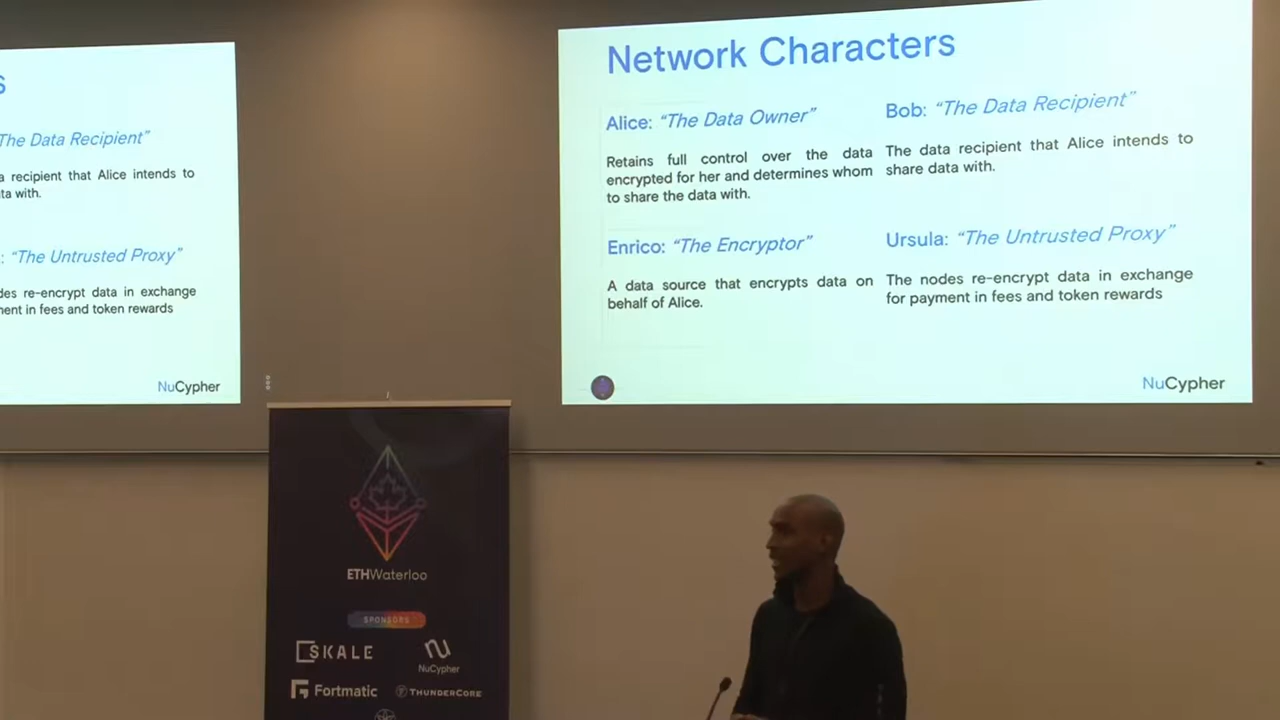 s
The Data Recipient”
a recipient that Alice intends to
ta with.
: “The Untrusted Proxy”
des re-encrypt data in exchange
ment in fees and token rewards
NuCypher
Network Characters
Alice: “The Data Owner”
Retains full control over the data
encrypted for her and determines whom
to share the data with.
Bob: “The Data Recipient”
The data recipient that Alice intends to
share data with.
Enrico: “The Encryptor”
A data source that encrypts data on
behalf of Alice.
Ursula: “The Untrusted Proxy”
The nodes re-encrypt data in exchange
for payment in fees and token rewards
NuCypher
ETHWaterloo
SPONSORS
SKALE
NuCypher
Fortmatic
THUNDERCORE